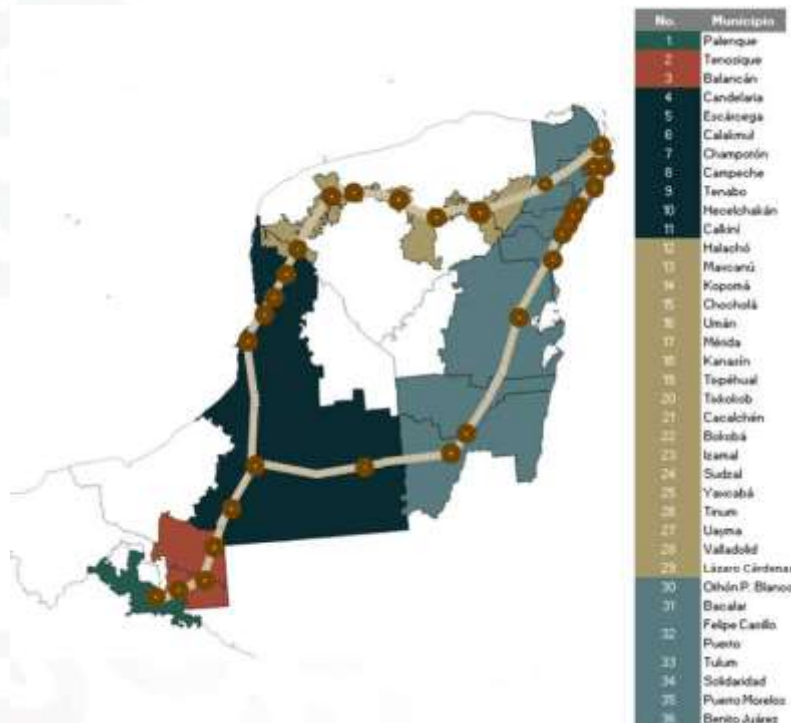 No. Municipio
1 Palenque
2 Tenosique
3 Balancán
4 Candelaria
5 Escárcega
6 Calakmul
7 Champotón
8 Campeche
9 Tenabo
10 Hecelchakán
11 Calkiní
12 Halachó
13 Maxcanú
14 Kopomá
15 Chocholá
16 Umán
17 Mérida
18 Kanasín
19 Tixpéhual
20 Tixkokob
21 Cacalchén
22 Bokobá
23 Izamal
24 Sudzal
25 Yaxcabá
26 Tinum
27 Uayma
28 Valladolid
29 Lázaro Cárdenas
30 Othón P. Blanco
31 Bacalar
32 Felipe Carillo
Puerto
33 Tulum
34 Solidaridad
35 Puerto Morelos
36 Benito Juárez